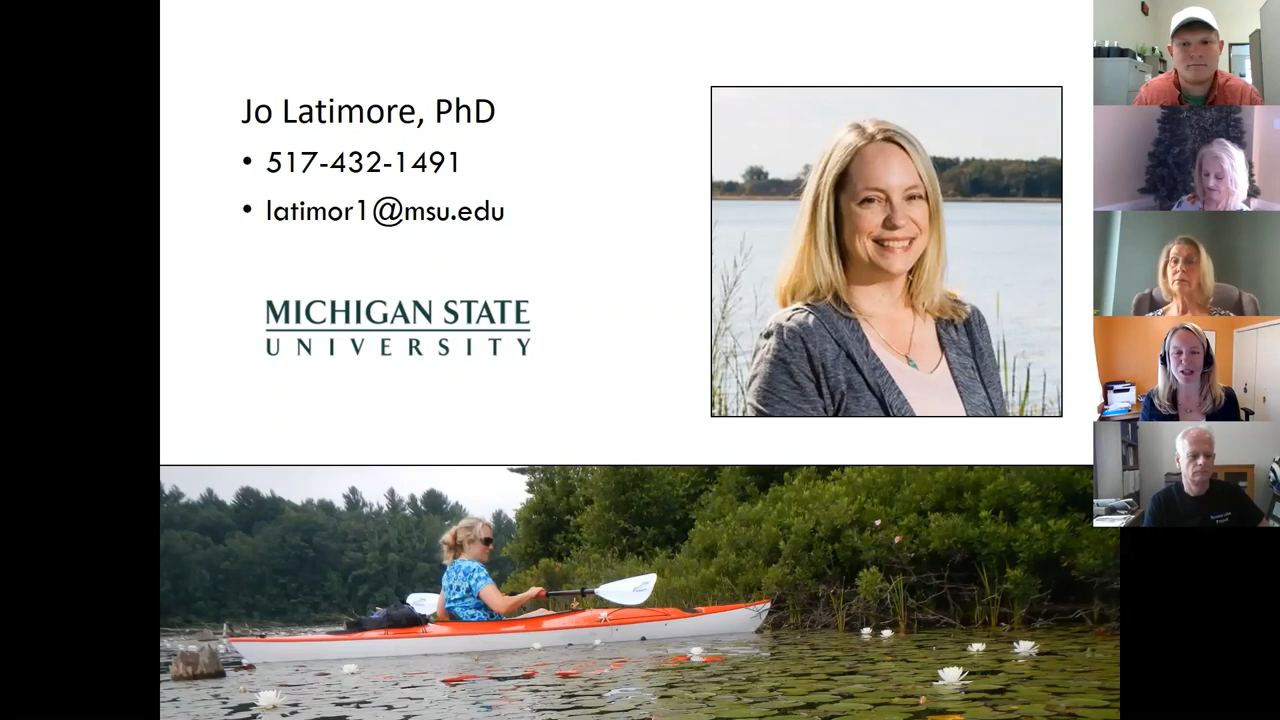 Jo Latimore, PhD
• 517-432-1491
• latimor1@msu.edu
MICHIGAN STATE
UNIVERSITY